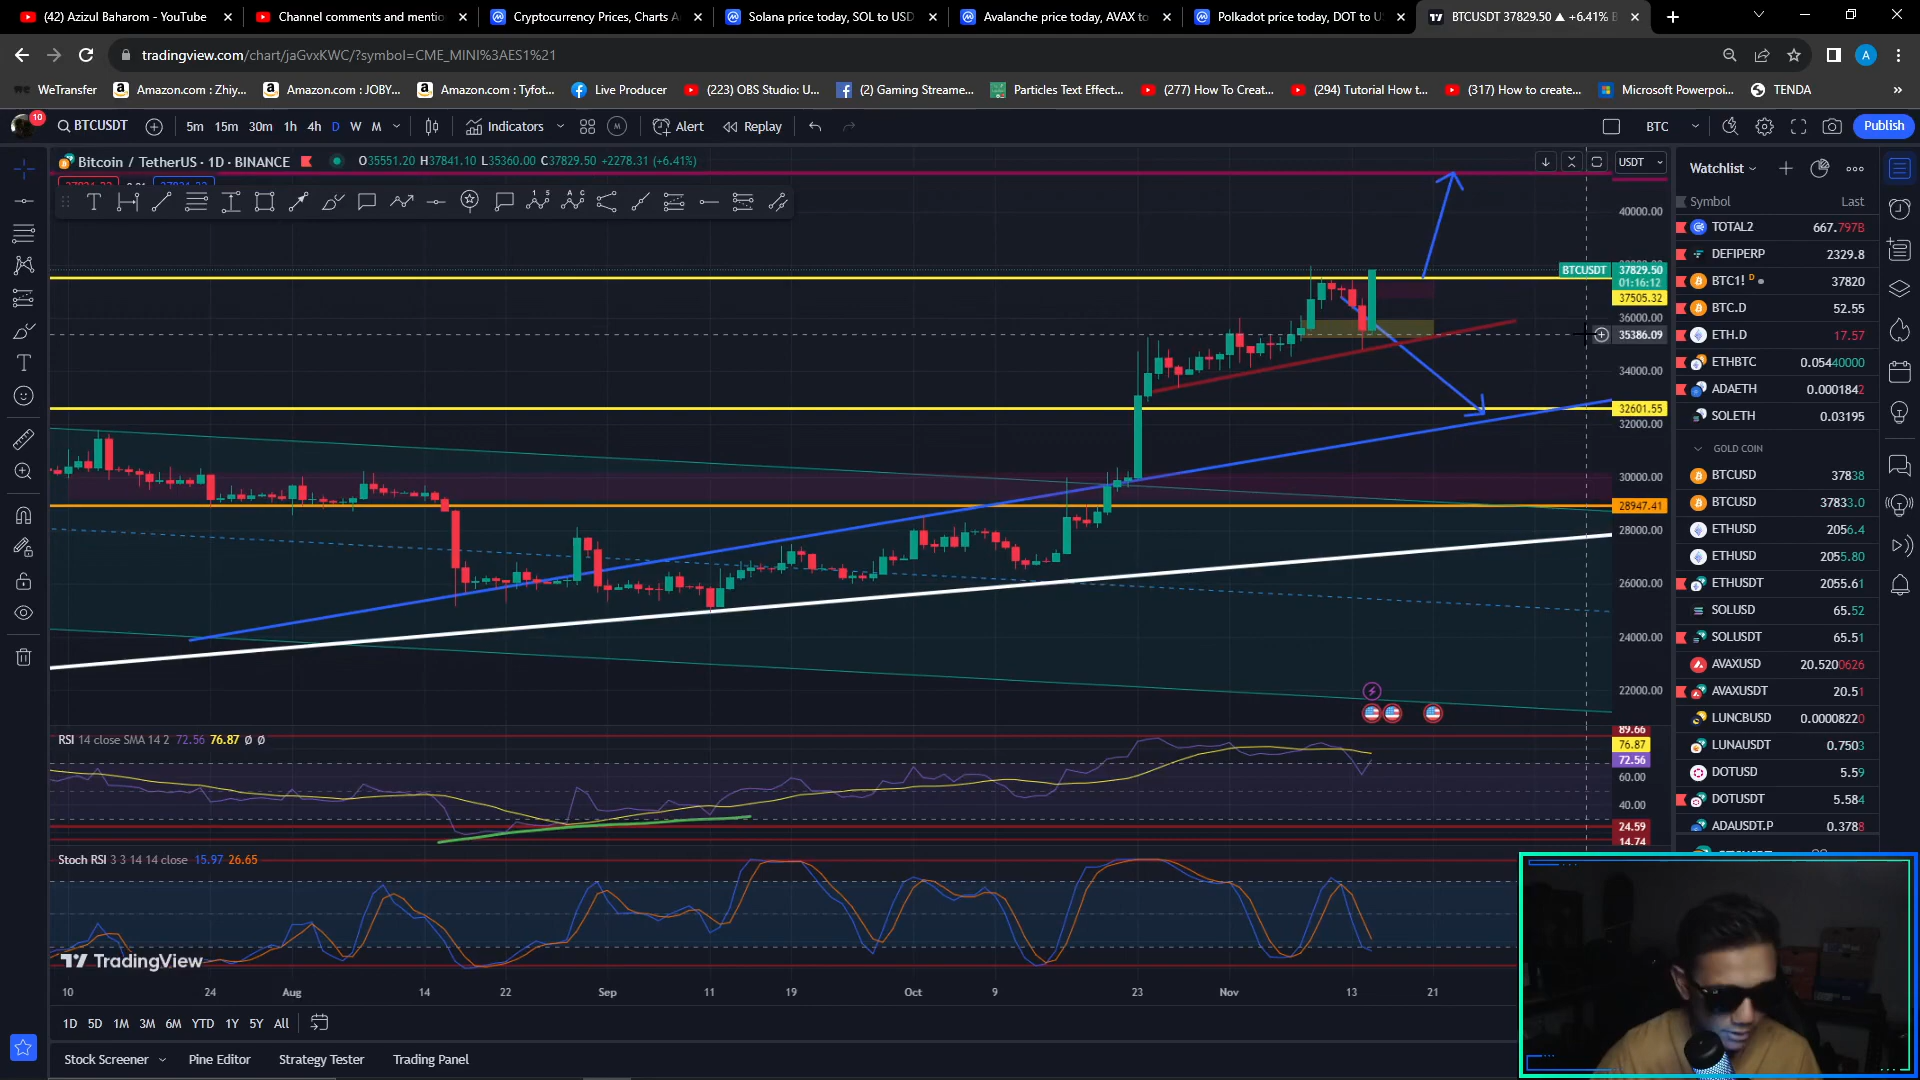 (42) Azizul Baharom - YouTube
Channel comments and mentio
Cryptocurrency Prices, Charts A
Solana price today, SOL to USD
Avalanche price today, AVAX to
Polkadot price today, DOT to U
BTCUSDT 37829.50 ▲ +6.41% B
tradingview.com/chart/jaGvxKWC/?symbol=CME_MINI%3AES1%21
A
WeTransfer
Amazon.com : Zhiy...
Amazon.com : JOBY...
Amazon.com : Tyfot...
Live Producer
(223) OBS Studio: U...
(2) Gaming Streame...
Particles Text Effect...
(277) How To Creat...
(294) Tutorial How t...
(317) How to create...
Microsoft Powerpoi...
TENDA
10
BTCUSDT
5m 15m 30m 1h 4h D W M
Indicators
Alert
Replay
BTC
Publish
Bitcoin / TetherUS · 1D · BINANCE
O35551.20 H37841.10 L35360.00 C37829.50 +2278.31 (+6.41%)
USDT
40000.00
BTCUSDT 37829.50
01:16:12
37505.32
36000.00
35386.09
34000.00
32601.55
32000.00
30000.00
28947.41
28000.00
26000.00
24000.00
22000.00
RSI 14 close SMA 14 2 72.56 76.87 Ø Ø
89.66
76.87
72.56
60.00
40.00
24.59
14.74
Stoch RSI 3 3 14 14 close 15.97 26.65
TradingView
10 24 Aug 14 22 Sep 11 19 Oct 9 23 Nov 13 21
1D 5D 1M 3M 6M YTD 1Y 5Y All
Stock Screener
Pine Editor
Strategy Tester
Trading Panel
Watchlist
Symbol Last
TOTAL2 667.797B
DEFIPERP 2329.8
BTC1! D 37820
BTC.D 52.55
ETH.D 17.57
ETHBTC 0.05440000
ADAETH 0.0001842
SOLETH 0.03195
GOLD COIN
BTCUSD 37838
BTCUSD 37833.0
ETHUSD 2056.4
ETHUSD 2055.80
ETHUSDT 2055.61
SOLUSD 65.52
SOLUSDT 65.51
AVAXUSD 20.520626
AVAXUSDT 20.51
LUNCBUSD 0.00008220
LUNAUSDT 0.7503
DOTUSD 5.59
DOTUSDT 5.584
ADAUSDT.P 0.3788